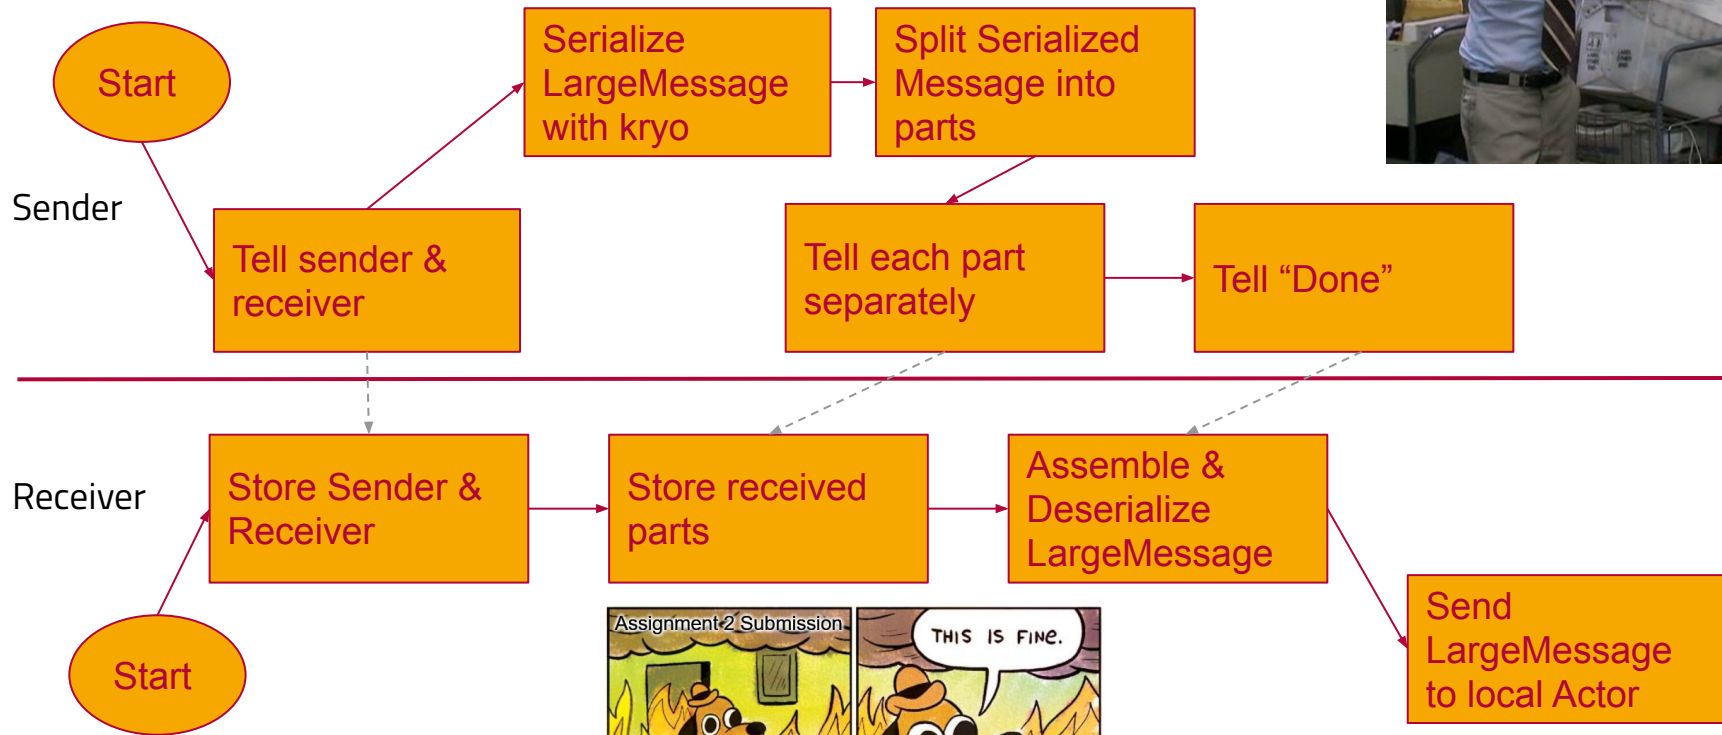 Start
Serialize
LargeMessage
with kryo
Split Serialized
Message into
parts
Sender
Tell sender &
receiver
Tell each part
separately
Tell “Done”
Receiver
Store Sender &
Receiver
Store received
parts
Assemble &
Deserialize
LargeMessage
Start
Send
LargeMessage
to local Actor
Assignment 2 Submission
THIS IS FINE.